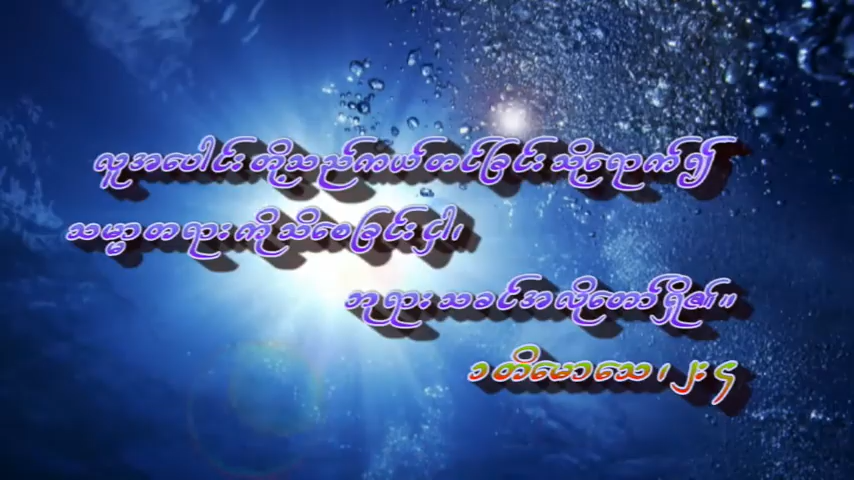 လူအပေါင်းတို့သည်ကယ်တင်ခြင်းသို့ရောက်၍
သမ္မာတရားကိုသိစေခြင်းငှါ၊
ဘုရားသခင်အလိုတော်ရှိ၏။
၁တိမောသေ၊ ၂း ၄